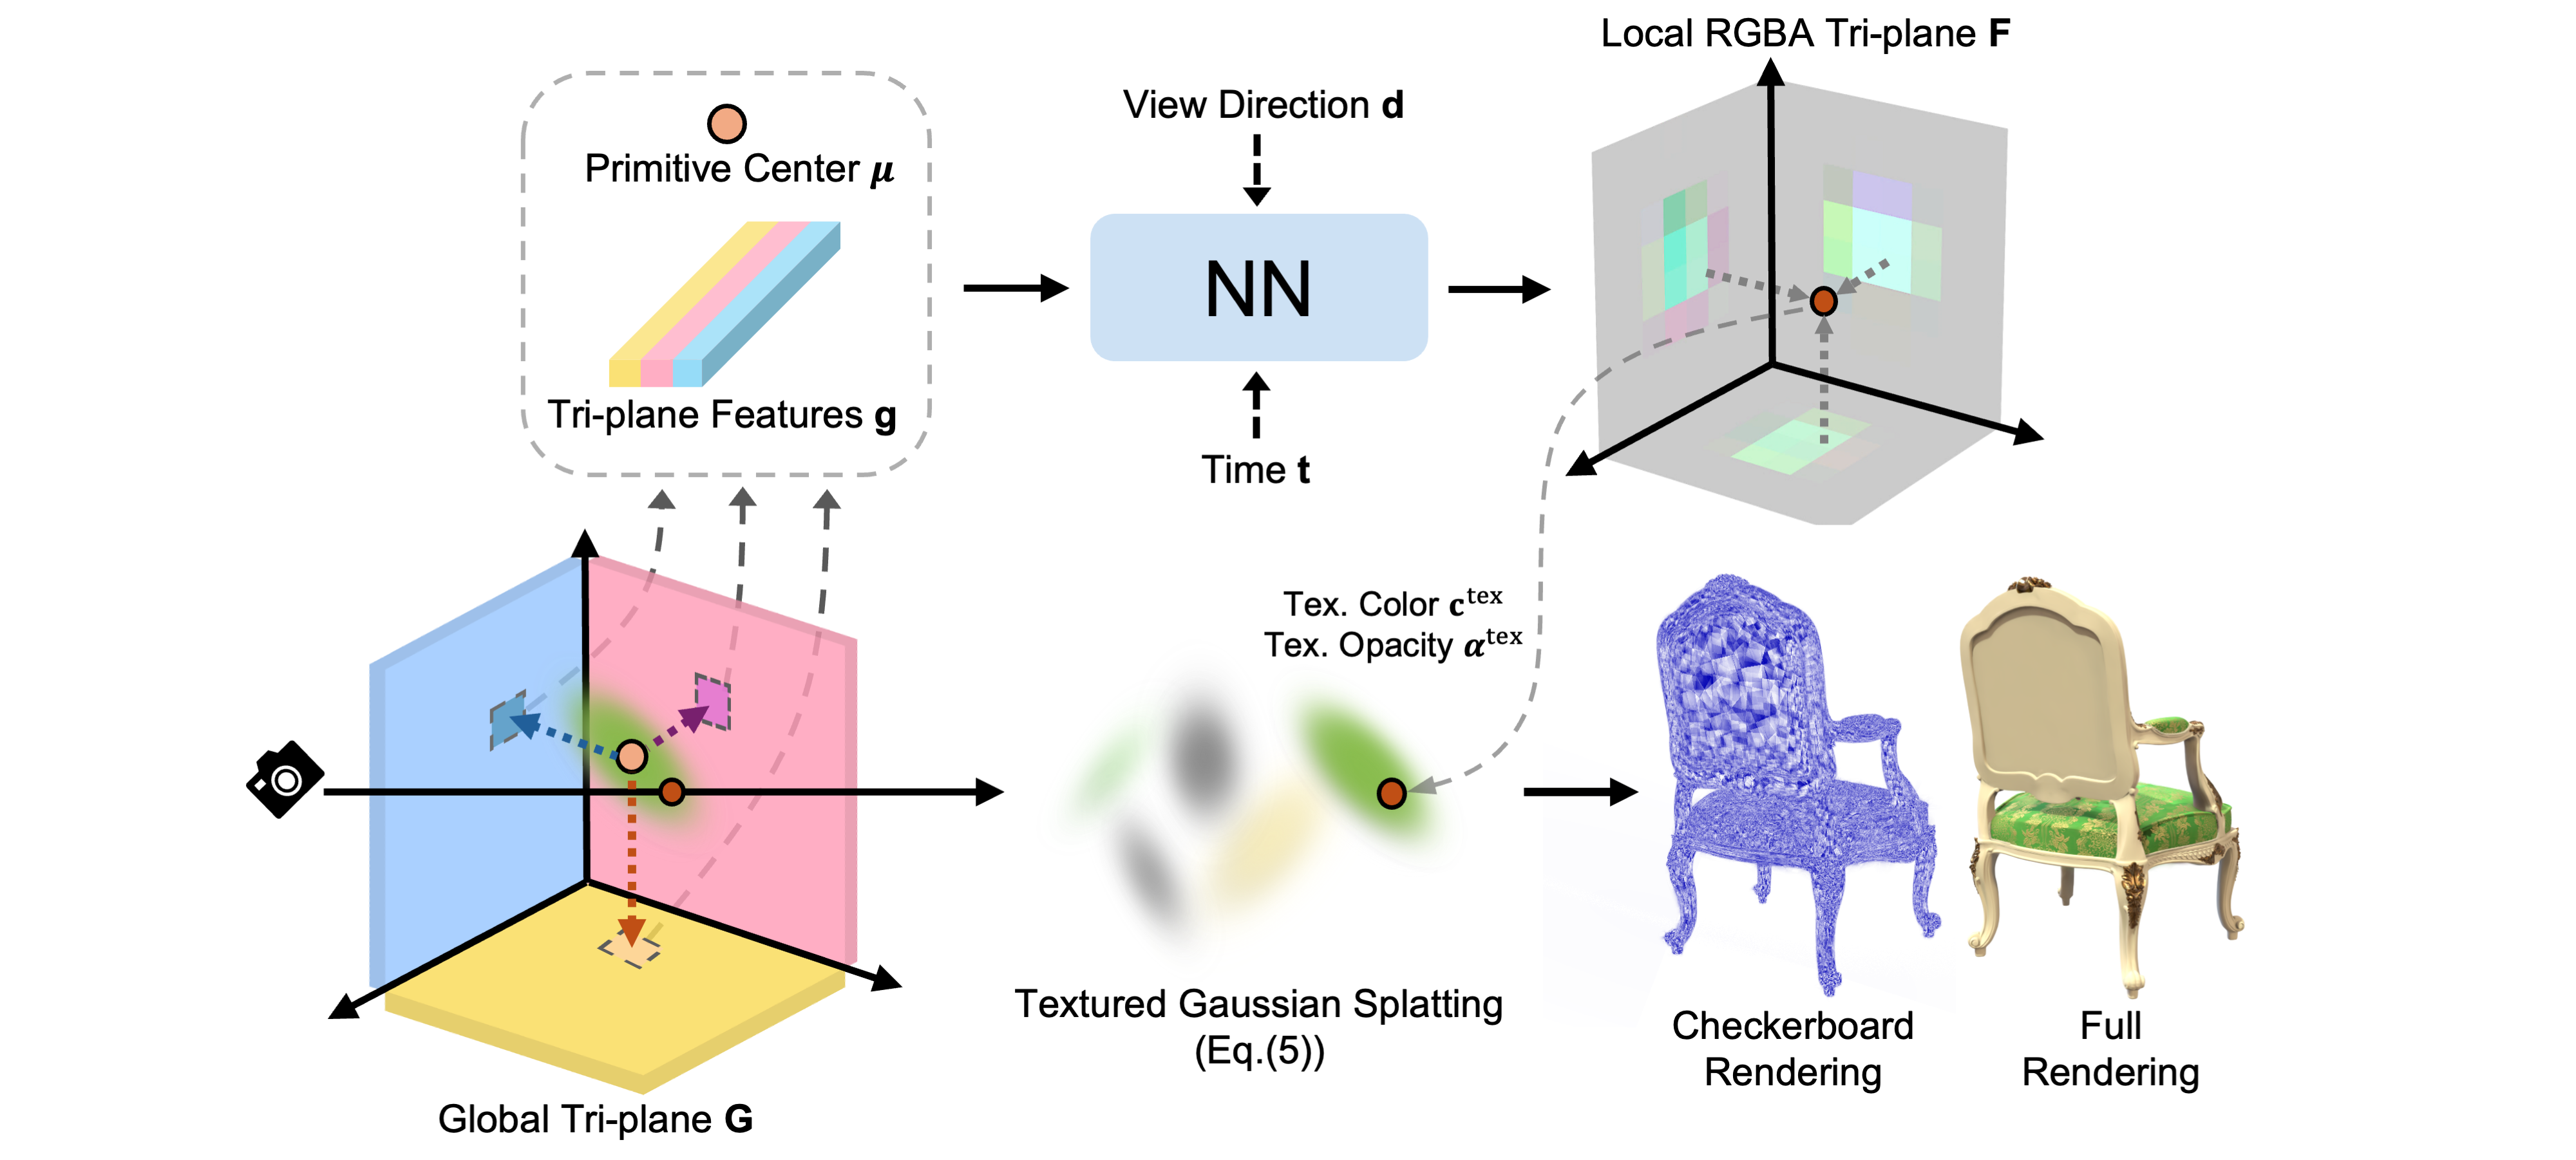 Local RGBA Tri-plane F
View Direction d
Primitive Center μ
NN
Tri-plane Features g
Time t
Tex. Color c^tex
Tex. Opacity α^tex
Textured Gaussian Splatting
(Eq.(5))
Checkerboard
Rendering
Full
Rendering
Global Tri-plane G